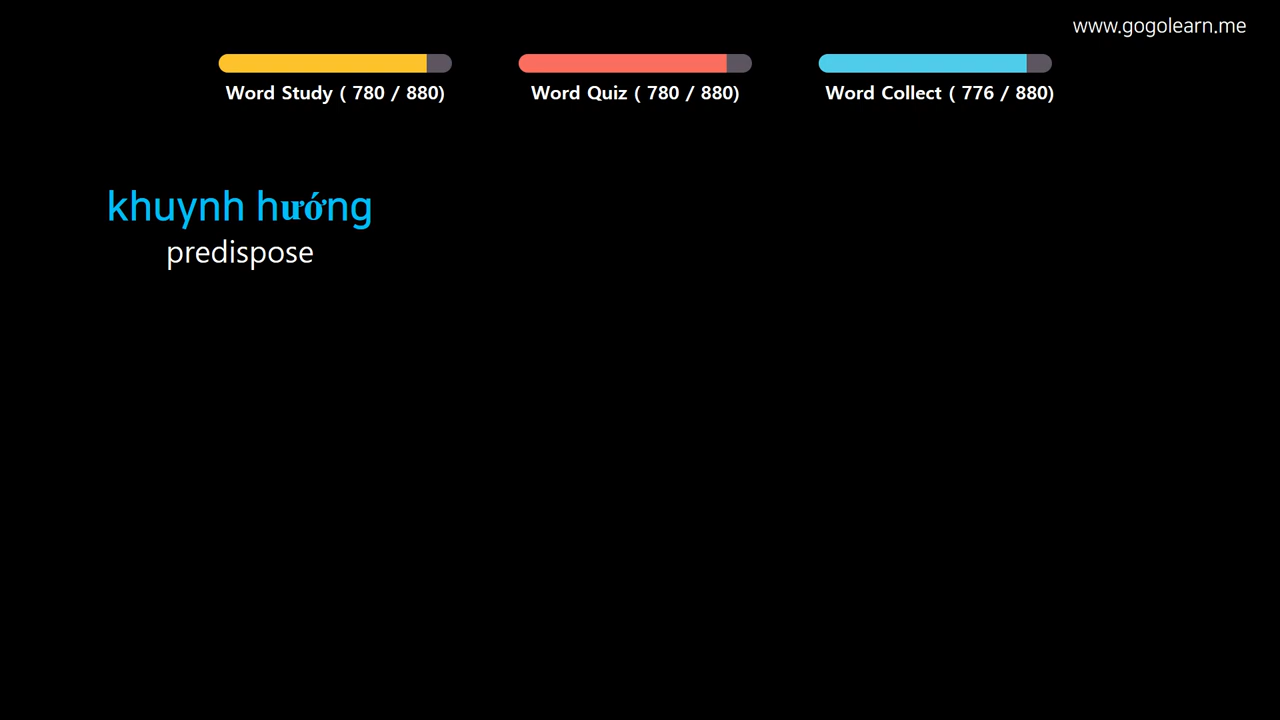 www.gogolearn.me
Word Study ( 780 / 880)
Word Quiz ( 780 / 880)
Word Collect ( 776 / 880)
khuynh hướng
predispose